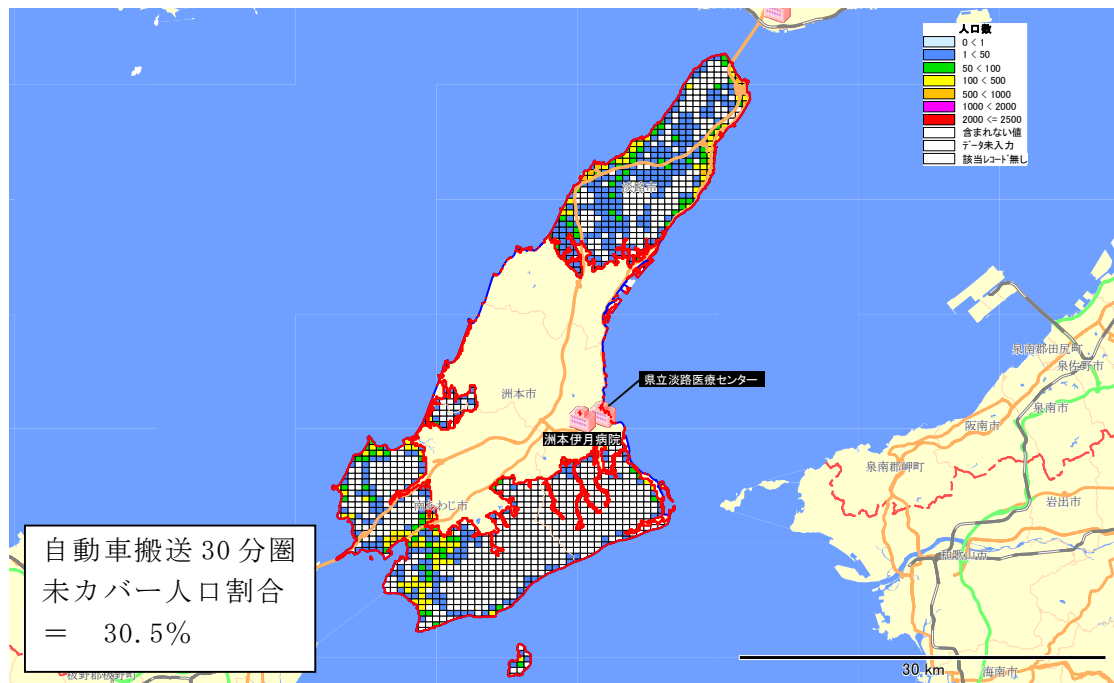 人口数
0 < 1
1 < 50
50 < 100
100 < 500
500 < 1000
1000 < 2000
2000 <= 2500
含まれない値
データ未入力
該当レコード無し
淡路市
泉南郡田尻町
泉佐野市
県立淡路医療センター
洲本市
泉南市
阪南市
洲本伊月病院
泉南郡岬町
岩出市
南あわじ市
和歌山市
自動車搬送30分圏
未カバー人口割合
＝ 30.5%
30 km
板野郡板野町
海南市